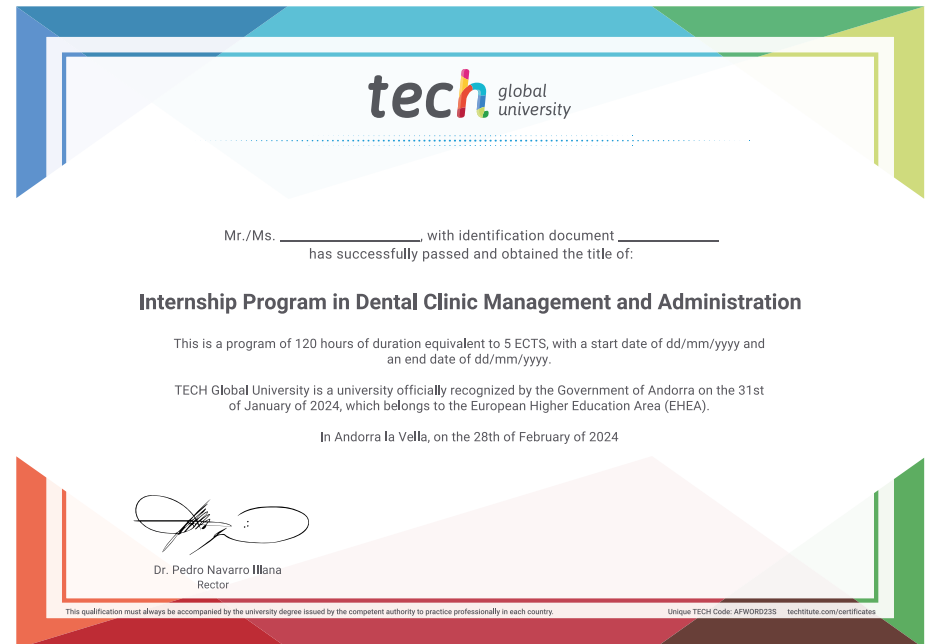 tech global
university
Mr./Ms. ____________, with identification document ____________
has successfully passed and obtained the title of:
Internship Program in Dental Clinic Management and Administration
This is a program of 120 hours of duration equivalent to 5 ECTS, with a start date of dd/mm/yyyy and
an end date of dd/mm/yyyy.
TECH Global University is a university officially recognized by the Government of Andorra on the 31st
of January of 2024, which belongs to the European Higher Education Area (EHEA).
In Andorra la Vella, on the 28th of February of 2024
Dr. Pedro Navarro Illana
Rector
This qualification must always be accompanied by the university degree issued by the competent authority to practice professionally in each country. Unique TECH Code: AFWORD23S techtitute.com/certificates